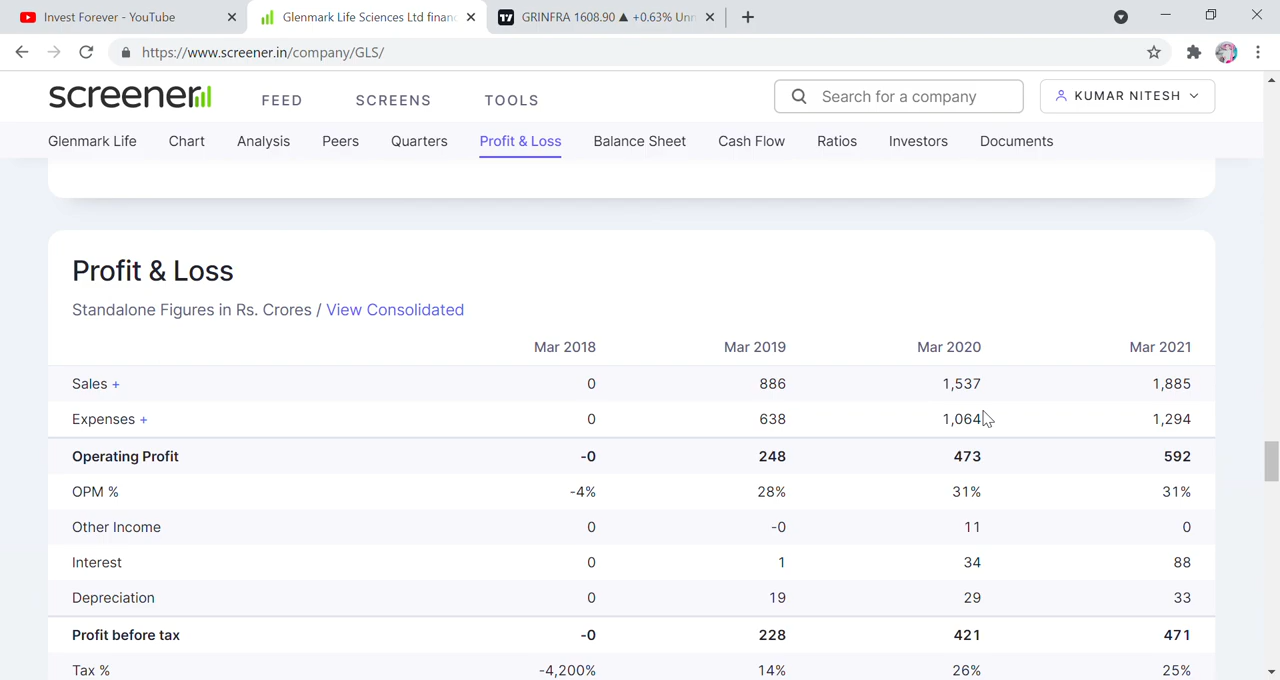 Invest Forever - YouTube
Glenmark Life Sciences Ltd financ
GRINFRA 1608.90 ▲ +0.63% Unn
https://www.screener.in/company/GLS/
screener
FEED SCREENS TOOLS
Search for a company
KUMAR NITESH
Glenmark Life Chart Analysis Peers Quarters Profit & Loss Balance Sheet Cash Flow Ratios Investors Documents
Profit & Loss
Standalone Figures in Rs. Crores / View Consolidated
Mar 2018 Mar 2019 Mar 2020 Mar 2021
Sales + 0 886 1,537 1,885
Expenses + 0 638 1,064 1,294
Operating Profit -0 248 473 592
OPM % -4% 28% 31% 31%
Other Income 0 -0 11 0
Interest 0 1 34 88
Depreciation 0 19 29 33
Profit before tax -0 228 421 471
Tax % -4,200% 14% 26% 25%